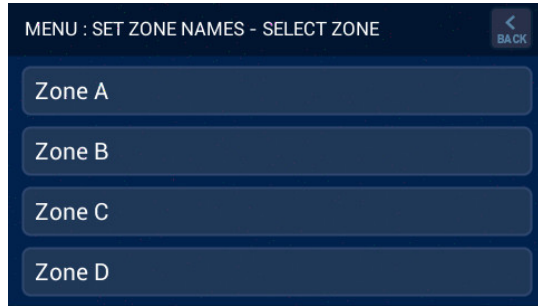 MENU : SET ZONE NAMES - SELECT ZONE
BACK
Zone A
Zone B
Zone C
Zone D